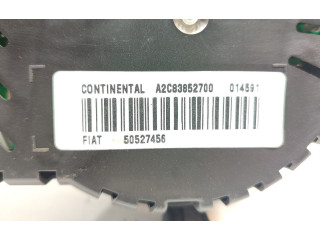 CONTINENTAL A2C83852700 014591
FIAT 50527456